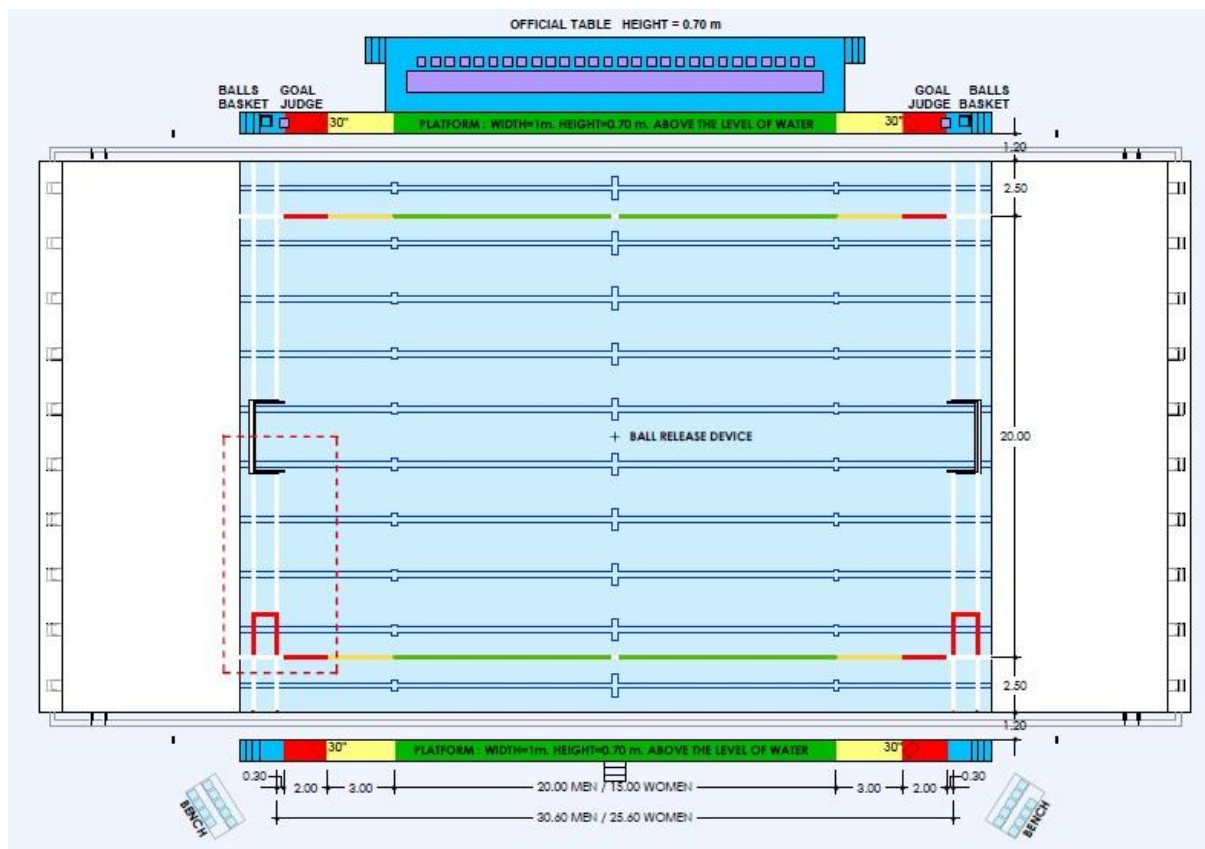 OFFICIAL TABLE HEIGHT = 0.70 m
BALLS GOAL
BASKET JUDGE
GOAL BALLS
JUDGE BASKET
30"
PLATFORM : WIDTH=1m. HEIGHT=0.70 m. ABOVE THE LEVEL OF WATER
30"
1.20
2.50
BALL RELEASE DEVICE
20.00
2.50
1.20
30"
PLATFORM : WIDTH=1m. HEIGHT=0.70 m. ABOVE THE LEVEL OF WATER
30"
0.30
2.00
3.00
20.00 MEN / 15.00 WOMEN
3.00
2.00
0.30
BENCH
30.60 MEN / 25.60 WOMEN
BENCH